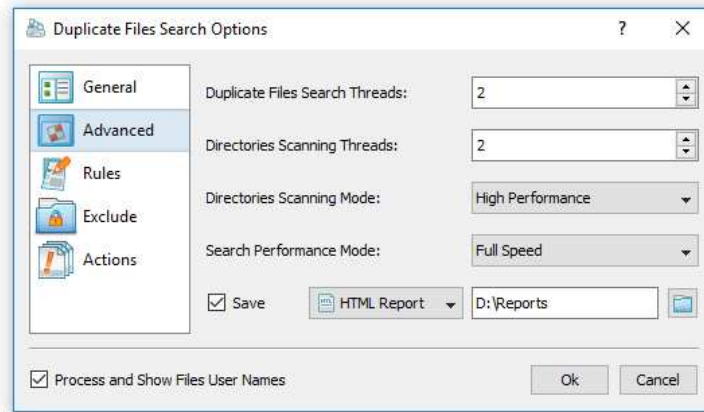 Duplicate Files Search Options
General
Advanced
Rules
Exclude
Actions
Duplicate Files Search Threads: 2
Directories Scanning Threads: 2
Directories Scanning Mode: High Performance
Search Performance Mode: Full Speed
Save HTML Report D:\Reports
Process and Show Files User Names
Ok Cancel